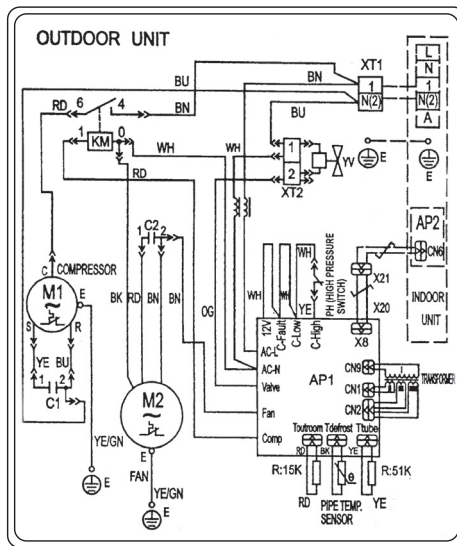 OUTDOOR UNIT
XT1
L
N
1
N(2)
A
1
N(2)
BU
BN
RD
6
4
BN
BU
1
KM
0
WH
WH
RD
1
2
XT2
YV
E
E
AP2
CN6
INDOOR
UNIT
1
C2
2
C
COMPRESSOR
M1
E
S
R
YE
BU
1
2
C1
YE/GN
E
BK
RD
BN
BN
OG
M2
E
FAN
YE/GN
E
WH
WH
WH
YE
PH (HIGH PRESSURE
SWITCH)
X21
X20
X8
12V
C-Fault
C-Low
C-High
AC-L
AC-N
Valve
Fan
Comp
AP1
CN9
CN1
CN2
TRANSFORMER
Toutroom
Tdefrost
Ttube
RD
BK
YE
R:15K
θ
R:51K
RD
PIPE TEMP.
SENSOR
YE